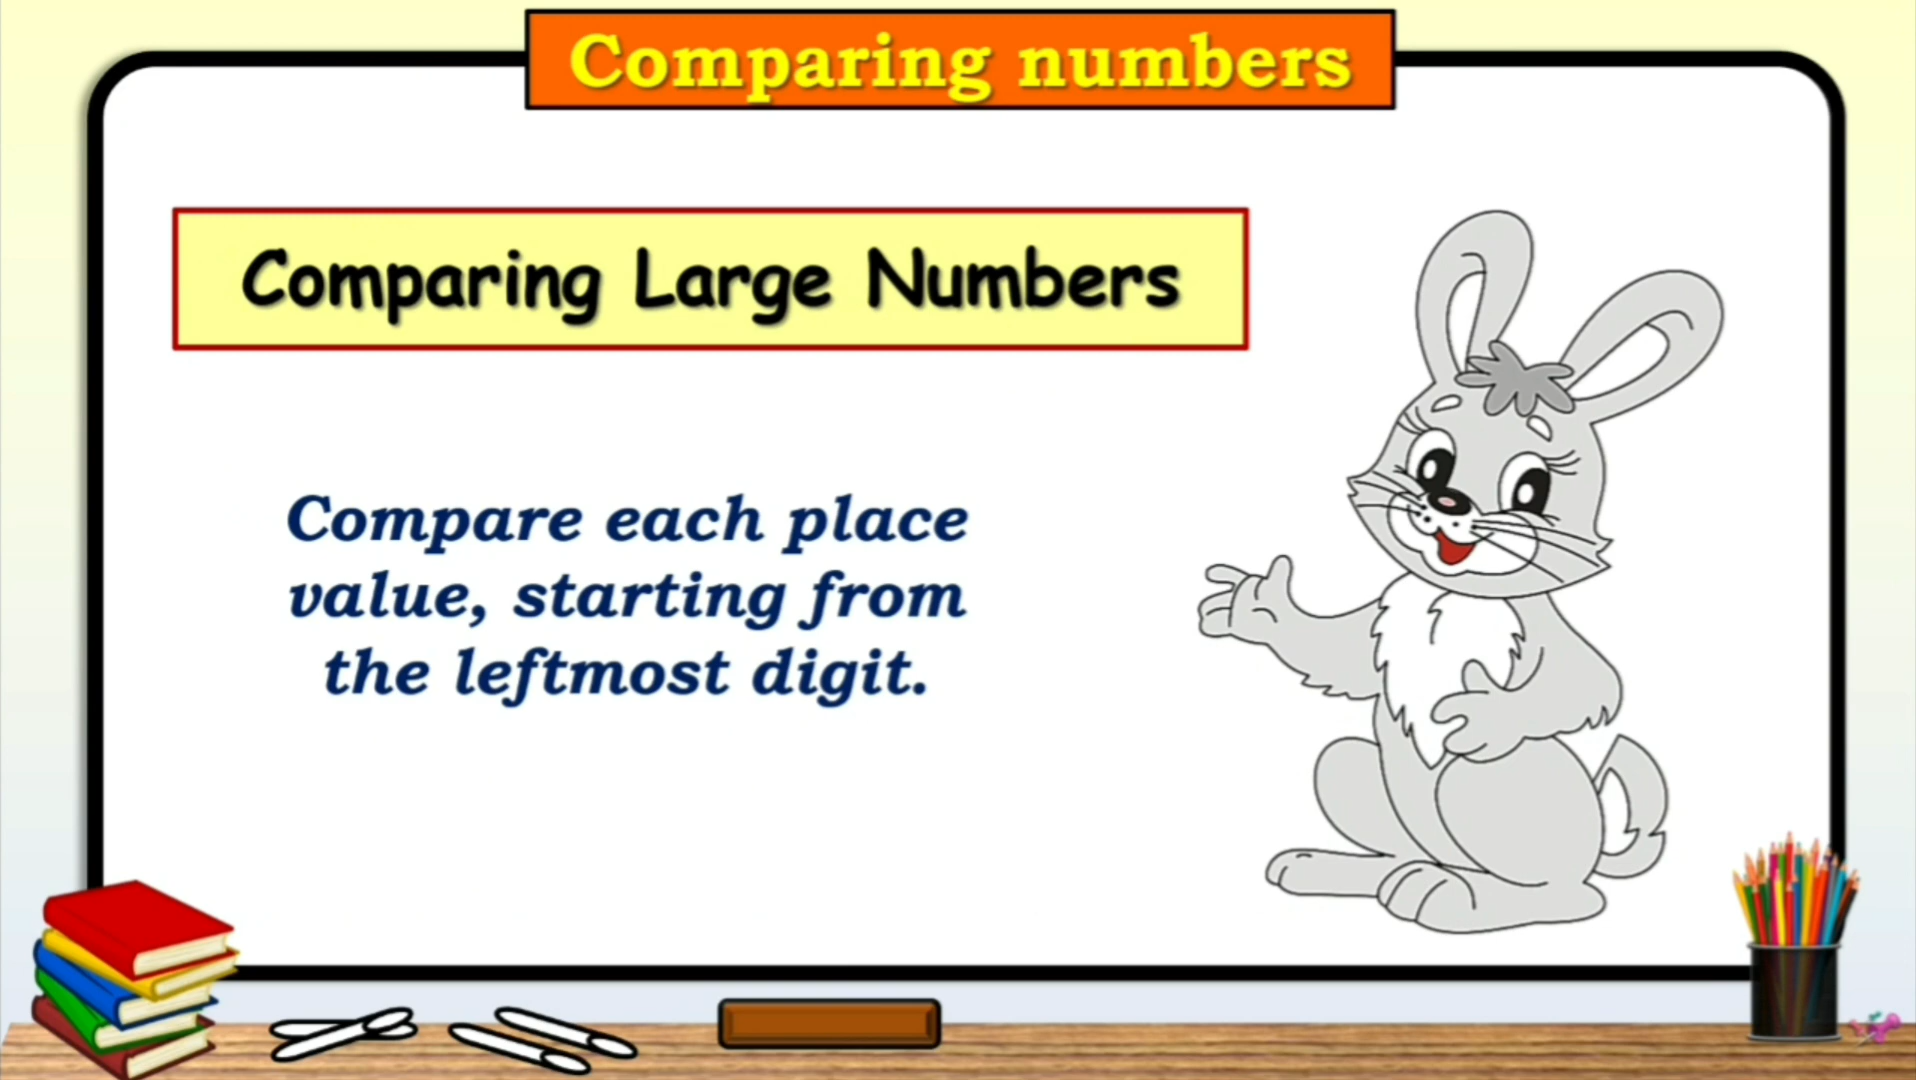 Comparing numbers
Comparing Large Numbers
Compare each place
value, starting from
the leftmost digit.